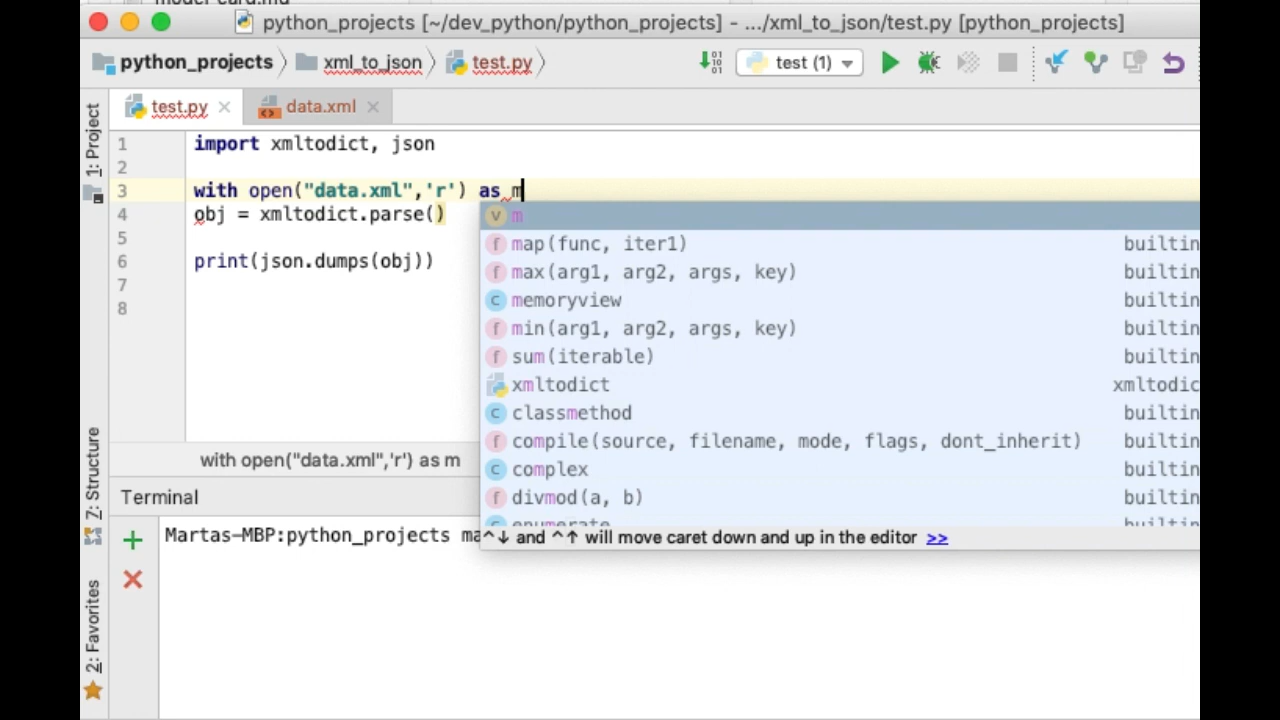 python_projects [~/dev_python/python_projects] - .../xml_to_json/test.py [python_projects]
python_projects xml_to_json test.py test (1)
1: Project
test.py data.xml
1 import xmltodict, json
2
3 with open("data.xml",'r') as m
4 obj = xmltodict.parse()
5
6 print(json.dumps(obj))
7
8
v m
f map(func, iter1) builtin
f max(arg1, arg2, args, key) builtin
c memoryview builtin
f min(arg1, arg2, args, key) builtin
f sum(iterable) builtin
xmltodict xmltodic
c classmethod builtin
f compile(source, filename, mode, flags, dont_inherit) builtin
c complex builtin
f divmod(a, b) builtin
^↓ and ^↑ will move caret down and up in the editor >>
with open("data.xml",'r') as m
7: Structure
Terminal
Martas-MBP:python_projects ma
2: Favorites